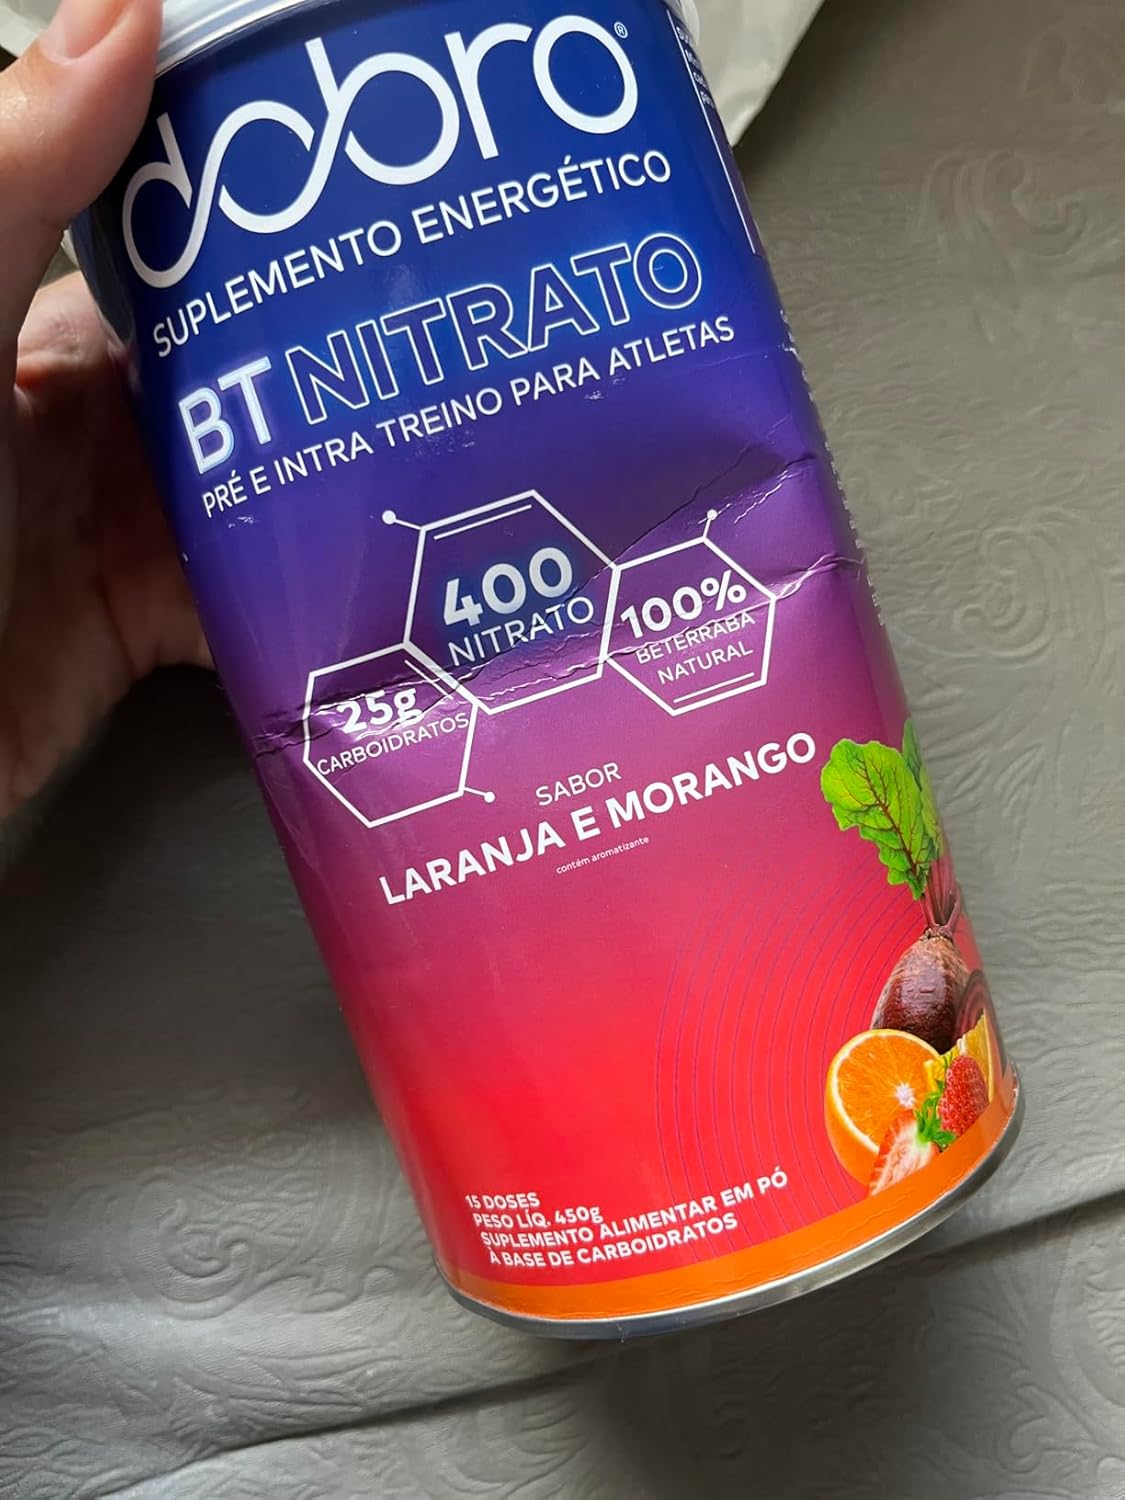 dobro®
SUPLEMENTO ENERGÉTICO
BT NITRATO
PRÉ E INTRA TREINO PARA ATLETAS
400
NITRATO
100%
BETERRABA
NATURAL
25g
CARBOIDRATOS
SABOR
LARANJA E MORANGO
contém aromatizante
15 DOSES
PESO LÍQ. 450g
SUPLEMENTO ALIMENTAR EM PÓ
À BASE DE CARBOIDRATOS